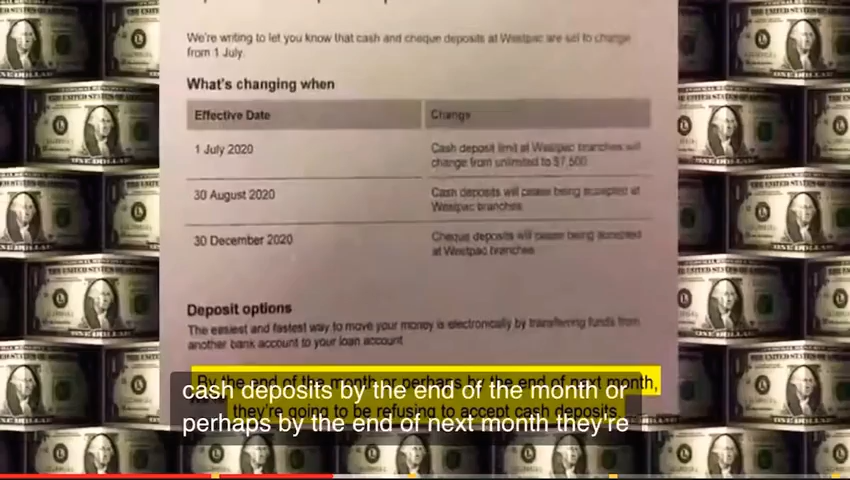 We're writing to let you know that cash and cheque deposits at Westpac are set to change
from 1 July.
What's changing when
Effective Date
Change
1 July 2020
Cash deposit limit at Westpac branches will
change from unlimited to $7,500
30 August 2020
Cash deposits will cease being accepted at
Westpac branches
30 December 2020
Cheque deposits will cease being accepted
at Westpac branches
Deposit options
The easiest and fastest way to move your money is electronically by transferring funds from
another bank account to your loan account
By the end of the month or perhaps by the end of next month,
they're going to be refusing to accept cash deposits.
cash deposits by the end of the month or
perhaps by the end of next month they're